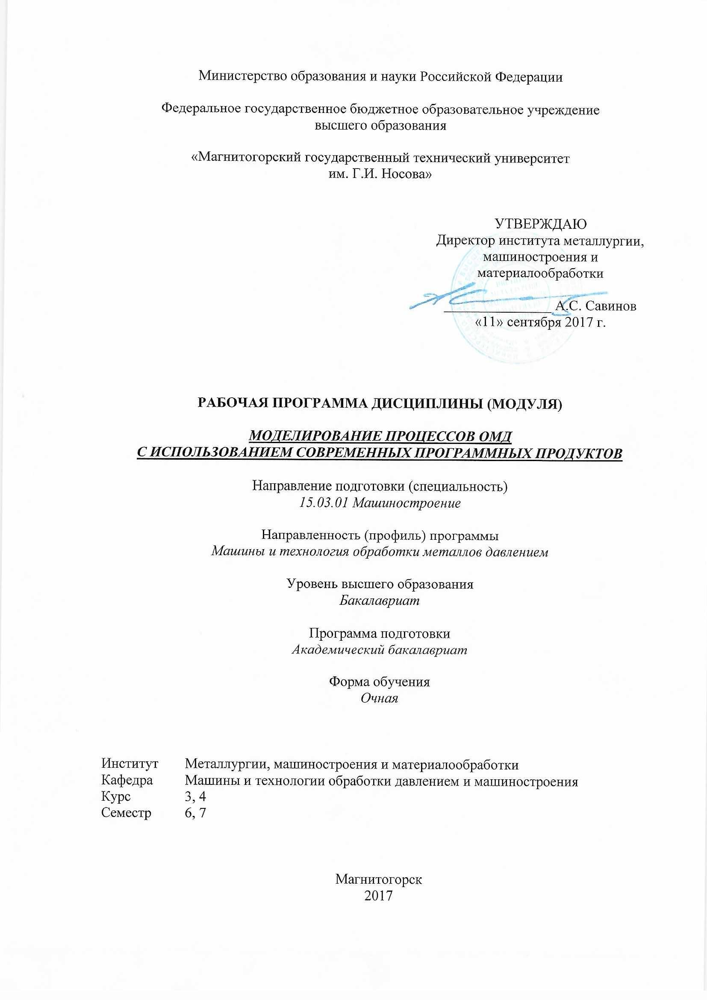 Министерство образования и науки Российской Федерации
Федеральное государственное бюджетное образовательное учреждение
высшего образования
«Магнитогорский государственный технический университет
им. Г.И. Носова»
УТВЕРЖДАЮ
Директор института металлургии,
машиностроения и
материалообработки
А.С. Савинов
«11» сентября 2017 г.
РАБОЧАЯ ПРОГРАММА ДИСЦИПЛИНЫ (МОДУЛЯ)
МОДЕЛИРОВАНИЕ ПРОЦЕССОВ ОМД
С ИСПОЛЬЗОВАНИЕМ СОВРЕМЕННЫХ ПРОГРАММНЫХ ПРОДУКТОВ
Направление подготовки (специальность)
15.03.01 Машиностроение
Направленность (профиль) программы
Машины и технология обработки металлов давлением
Уровень высшего образования
Бакалавриат
Программа подготовки
Академический бакалавриат
Форма обучения
Очная
Институт Металлургии, машиностроения и материалообработки
Кафедра Машины и технологии обработки давлением и машиностроения
Курс 3, 4
Семестр 6, 7
Магнитогорск
2017